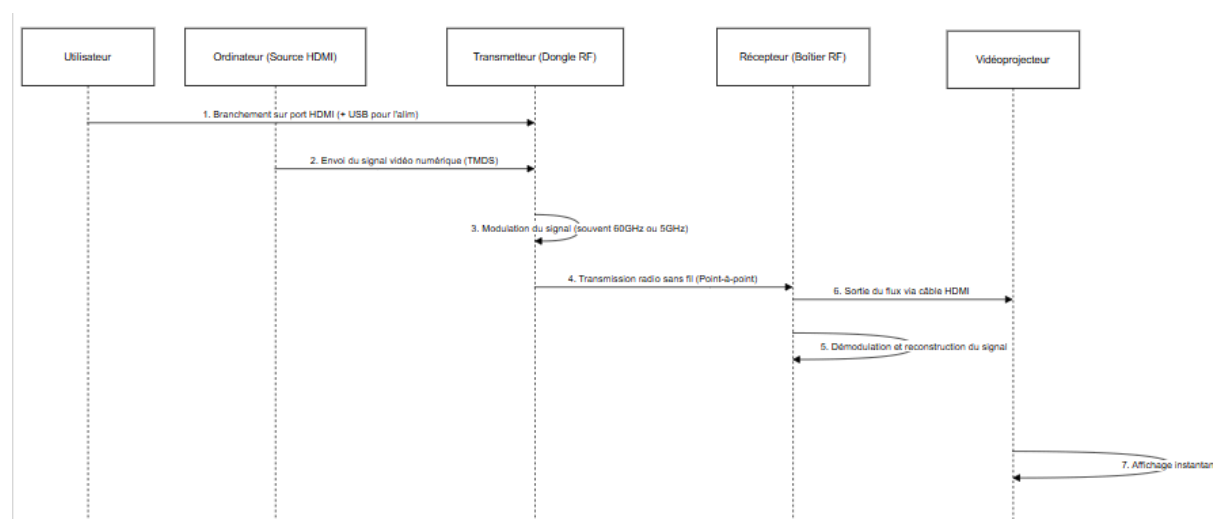 Utilisateur
Ordinateur (Source HDMI)
Transmetteur (Dongle RF)
Récepteur (Boîtier RF)
Vidéoprojecteur
1. Branchement sur port HDMI (+ USB pour l'alim)
2. Envoi du signal vidéo numérique (TMDS)
3. Modulation du signal (souvent 60GHz ou 5GHz)
4. Transmission radio sans fil (Point-à-point)
6. Sortie du flux via câble HDMI
5. Démodulation et reconstruction du signal
7. Affichage instantan